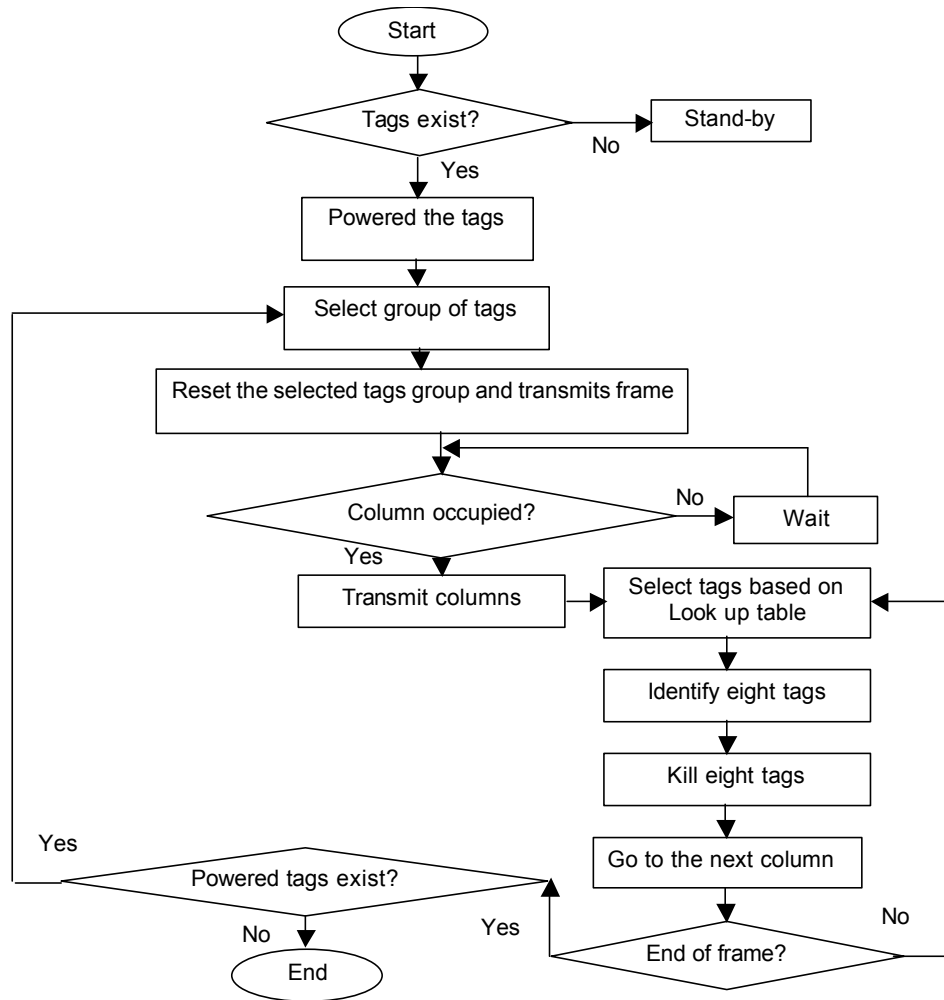 Start
Tags exist?
Stand-by
No
Yes
Powered the tags
Select group of tags
Reset the selected tags group and transmits frame
Column occupied?
No
Wait
Yes
Transmit columns
Select tags based on
Look up table
Identify eight tags
Kill eight tags
Go to the next column
End of frame?
No
Yes
Powered tags exist?
Yes
No
End